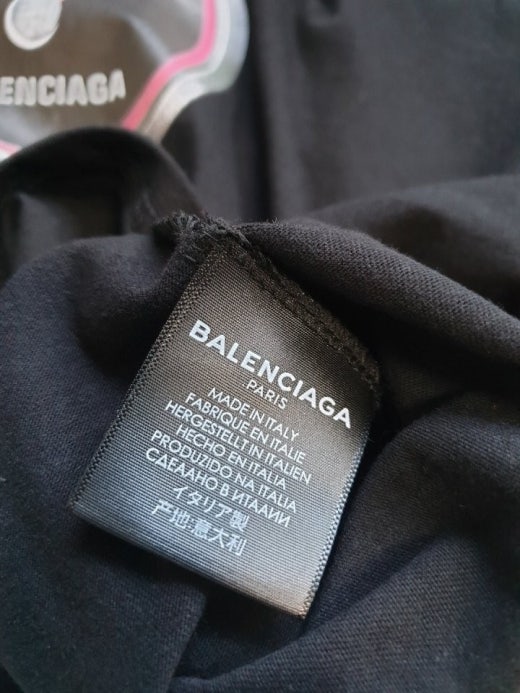 ENCIAGA
BALENCIAGA
PARIS
MADE IN ITALY
FABRIQUE EN ITALIE
HERGESTELLT IN ITALIEN
HECHO EN ITALIA
PRODUZIDO NA ITALIA
СДЕЛАНО В ИТАЛИИ
イタリア製
产地:意大利